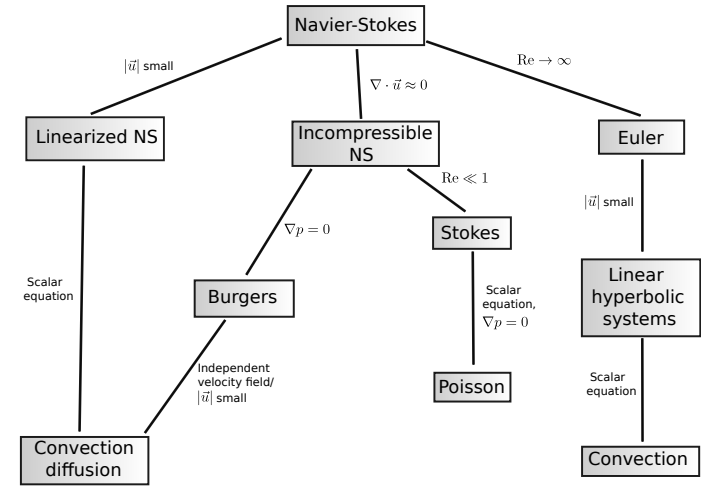 Navier-Stokes
|u⃗| small
Re → ∞
∇ · u⃗ ≈ 0
Linearized NS
Incompressible
NS
Euler
Re ≪ 1
|u⃗| small
∇p = 0
Stokes
Scalar
equation
Burgers
Scalar
equation,
∇p = 0
Linear
hyperbolic
systems
Independent
velocity field/
|u⃗| small
Poisson
Scalar
equation
Convection
diffusion
Convection